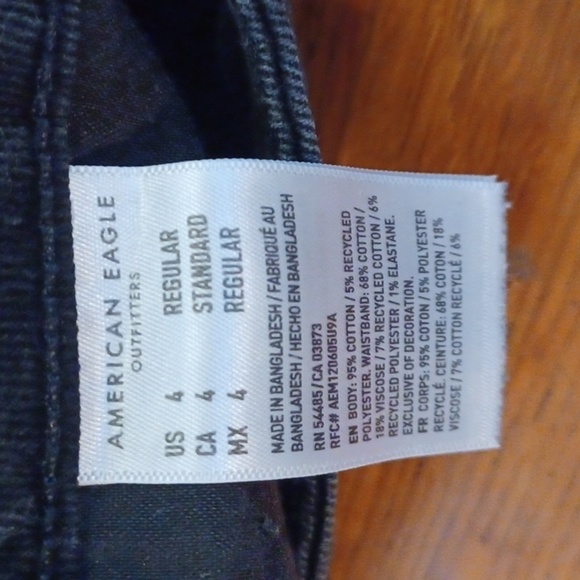 AMERICAN EAGLE
OUTFITTERS
US 4 REGULAR
CA 4 STANDARD
MX 4 REGULAR
MADE IN BANGLADESH / FABRIQUÉ AU
BANGLADESH / HECHO EN BANGLADESH
RN 54485 / CA 03873
RFC# AEM120605U9A
EN BODY: 95% COTTON / 5% RECYCLED
POLYESTER. WAISTBAND: 68% COTTON /
18% VISCOSE / 7% RECYCLED COTTON / 6%
RECYCLED POLYESTER / 1% ELASTANE.
EXCLUSIVE OF DECORATION.
FR CORPS: 95% COTON / 5% POLYESTER
RECYCLÉ. CEINTURE: 68% COTON / 18%
VISCOSE / 7% COTON RECYCLÉ / 6%